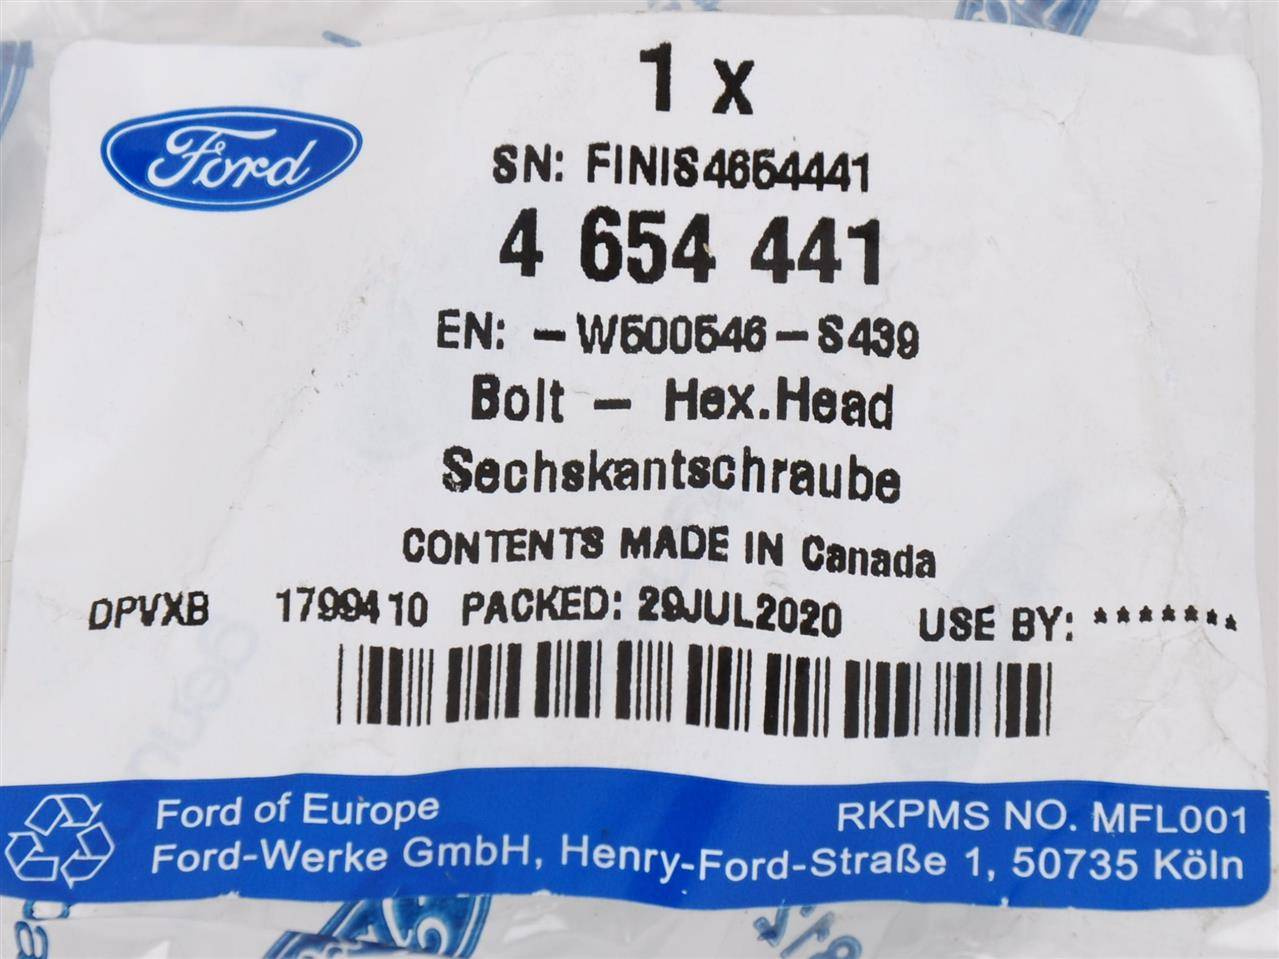 1 x
Ford
SN: FINIS4654441
4 654 441
EN: -W500546-S439
Bolt - Hex.Head
Sechskantschraube
CONTENTS MADE IN Canada
DPVXB 1799410 PACKED: 29JUL2020 USE BY: *******
Ford of Europe RKPMS NO. MFL001
Ford-Werke GmbH, Henry-Ford-Straße 1, 50735 Köln